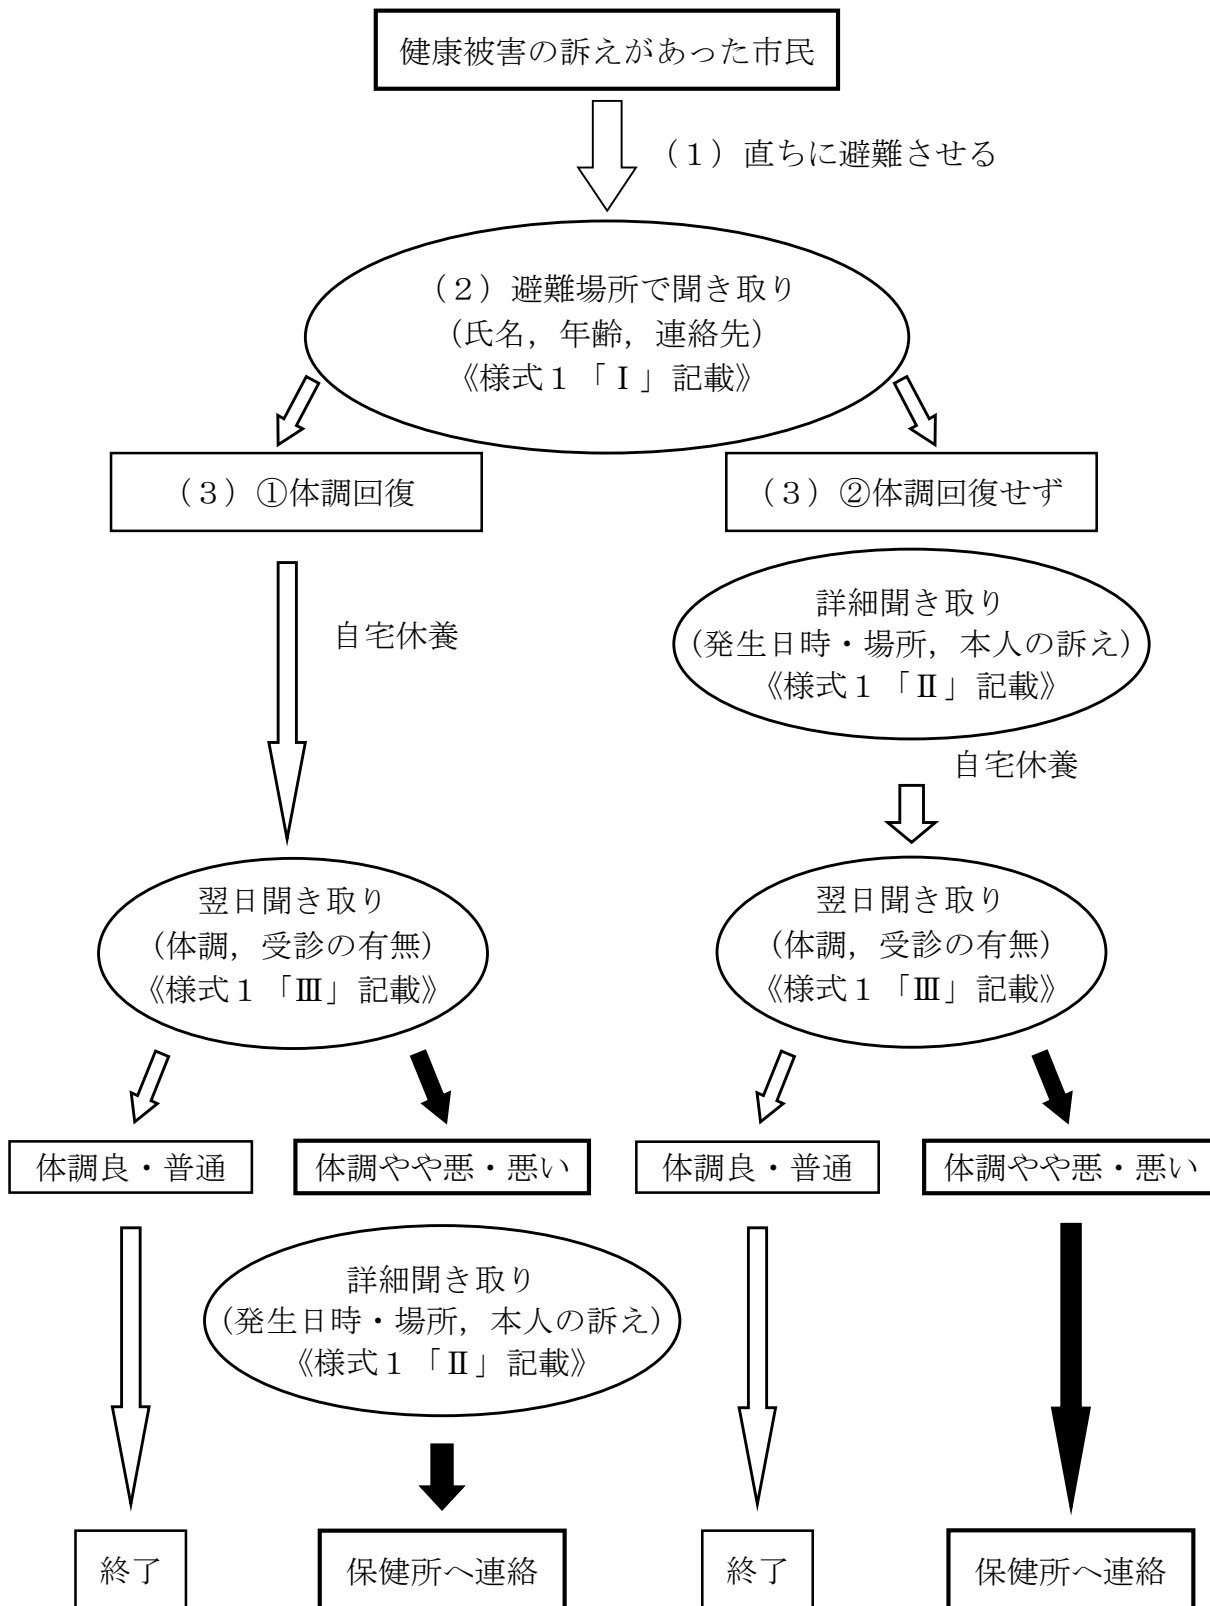 健康被害の訴えがあった市民
（１）直ちに避難させる
（２）避難場所で聞き取り
（氏名，年齢，連絡先）
《様式１「Ⅰ」記載》
（３）①体調回復
（３）②体調回復せず
詳細聞き取り
（発生日時・場所，本人の訴え）
《様式１「Ⅱ」記載》
自宅休養
自宅休養
翌日聞き取り
（体調，受診の有無）
《様式１「Ⅲ」記載》
翌日聞き取り
（体調，受診の有無）
《様式１「Ⅲ」記載》
体調良・普通
体調やや悪・悪い
体調良・普通
体調やや悪・悪い
詳細聞き取り
（発生日時・場所，本人の訴え）
《様式１「Ⅱ」記載》
終了
保健所へ連絡
終了
保健所へ連絡